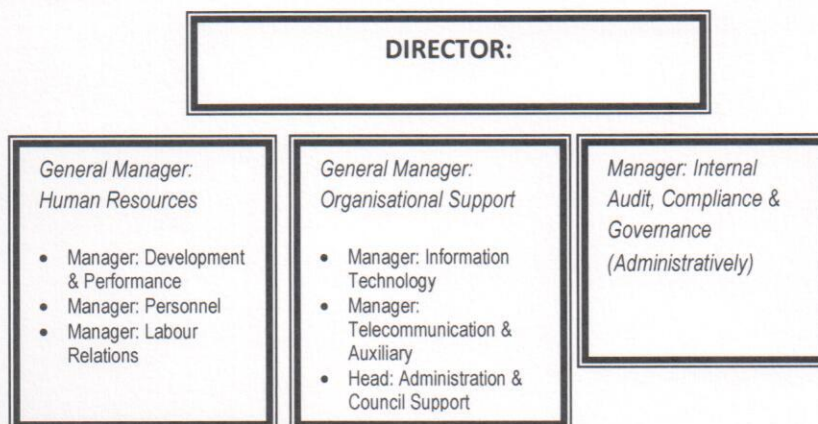 DIRECTOR:
General Manager:
Human Resources
• Manager: Development
& Performance
• Manager: Personnel
• Manager: Labour
Relations
General Manager:
Organisational Support
• Manager: Information
Technology
• Manager:
Telecommunication &
Auxiliary
• Head: Administration &
Council Support
Manager: Internal
Audit, Compliance &
Governance
(Administratively)